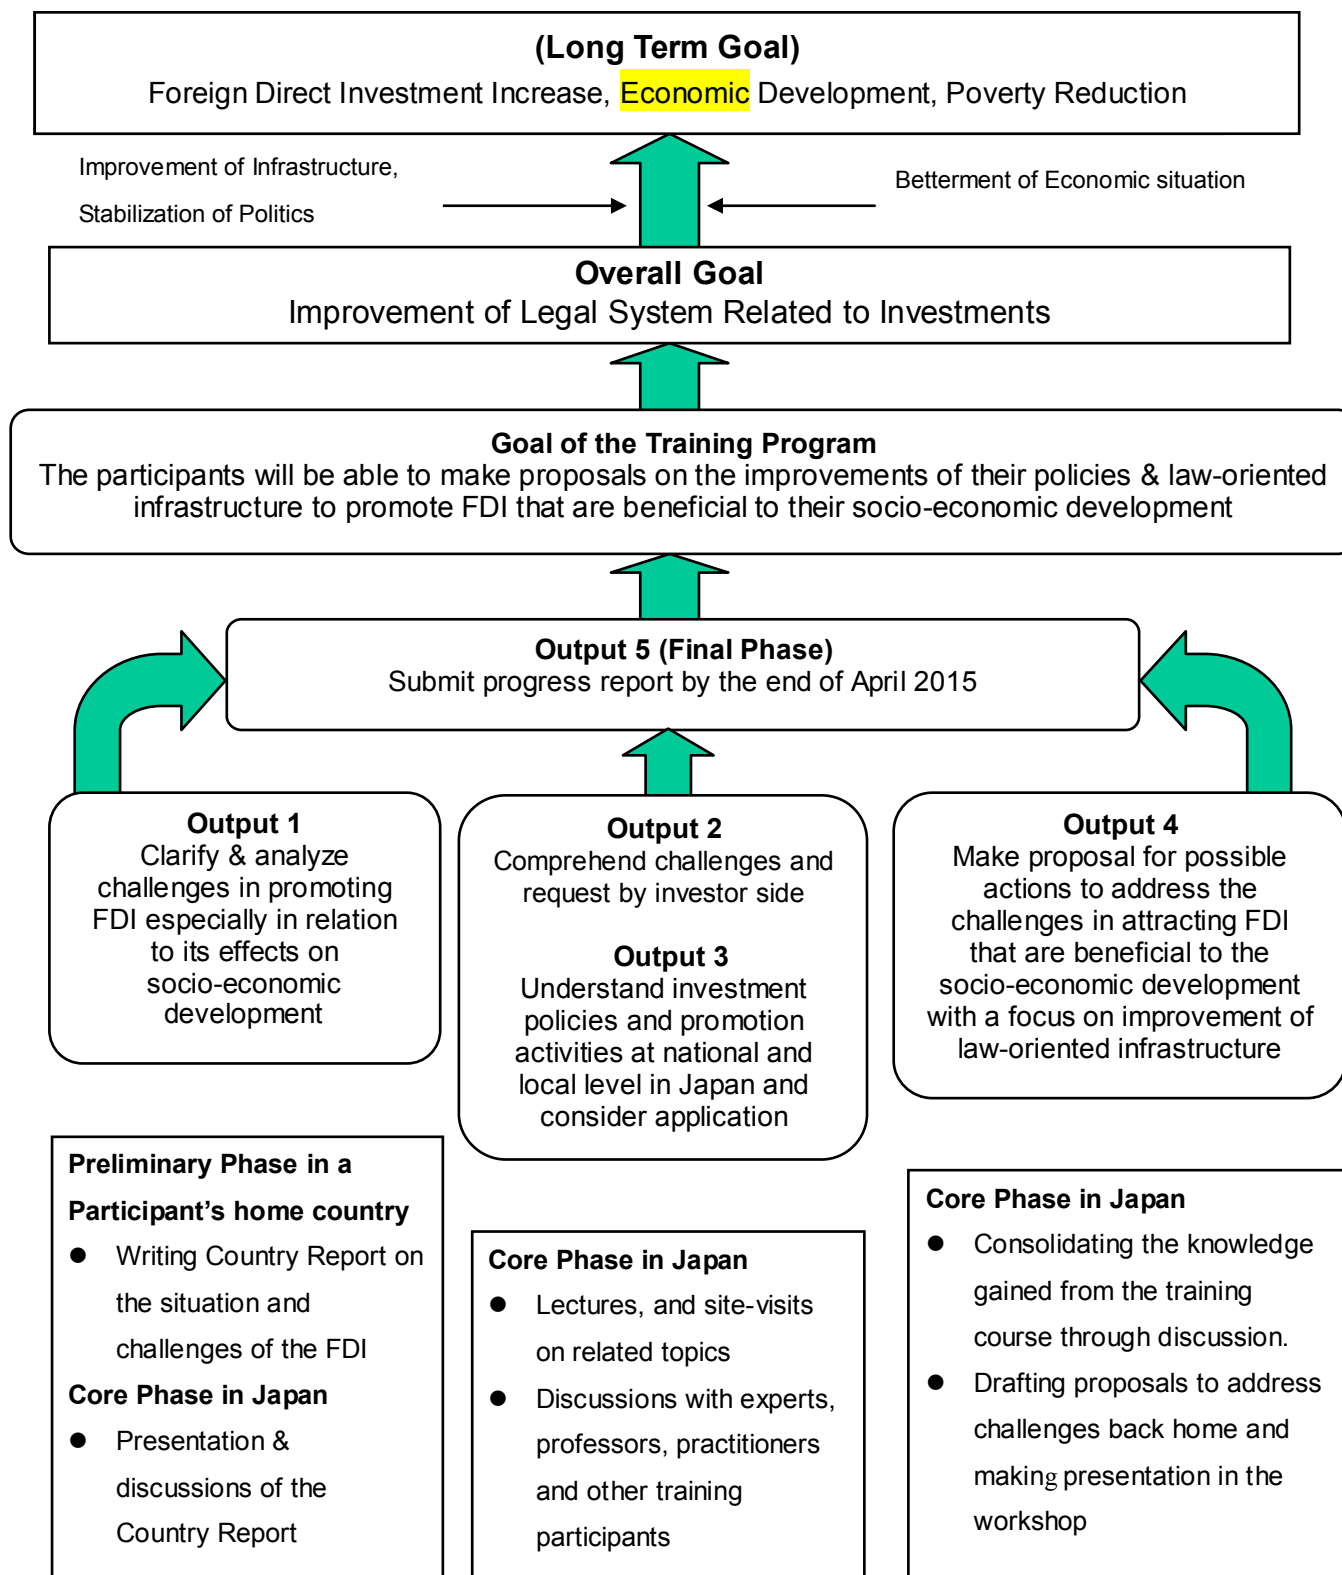 (Long Term Goal)
Foreign Direct Investment Increase, Economic Development, Poverty Reduction
Improvement of Infrastructure,
Stabilization of Politics
Betterment of Economic situation
Overall Goal
Improvement of Legal System Related to Investments
Goal of the Training Program
The participants will be able to make proposals on the improvements of their policies & law-oriented
infrastructure to promote FDI that are beneficial to their socio-economic development
Output 5 (Final Phase)
Submit progress report by the end of April 2015
Output 1
Clarify & analyze
challenges in promoting
FDI especially in relation
to its effects on
socio-economic
development
Output 2
Comprehend challenges and
request by investor side
Output 3
Understand investment
policies and promotion
activities at national and
local level in Japan and
consider application
Output 4
Make proposal for possible
actions to address the
challenges in attracting FDI
that are beneficial to the
socio-economic development
with a focus on improvement of
law-oriented infrastructure
Preliminary Phase in a
Participant's home country
● Writing Country Report on
the situation and
challenges of the FDI
Core Phase in Japan
● Presentation &
discussions of the
Country Report
Core Phase in Japan
● Lectures, and site-visits
on related topics
● Discussions with experts,
professors, practitioners
and other training
participants
Core Phase in Japan
● Consolidating the knowledge
gained from the training
course through discussion.
● Drafting proposals to address
challenges back home and
making presentation in the
workshop